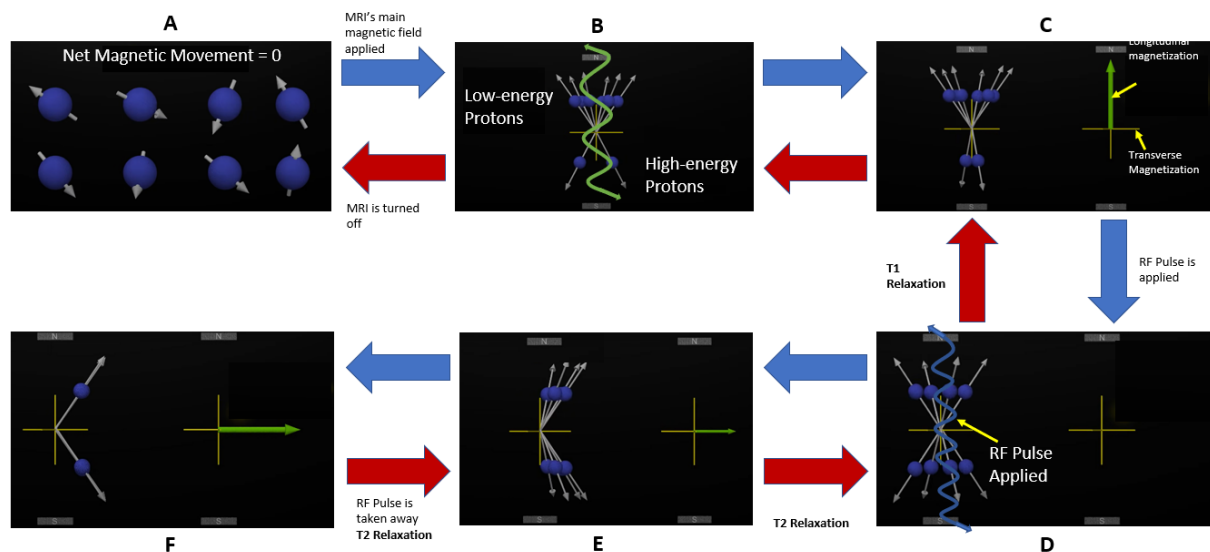 A
B
C
MRI's main
magnetic field
applied
Net Magnetic Movement = 0
N
Low-energy
Protons
High-energy
Protons
S
MRI is turned
off
N
Longitudinal
magnetization
Transverse
Magnetization
S
T1
Relaxation
RF Pulse is
applied
N
N
S
S
RF Pulse is
taken away
T2 Relaxation
N
N
S
S
T2 Relaxation
N
N
RF Pulse
Applied
S
S
F
E
D